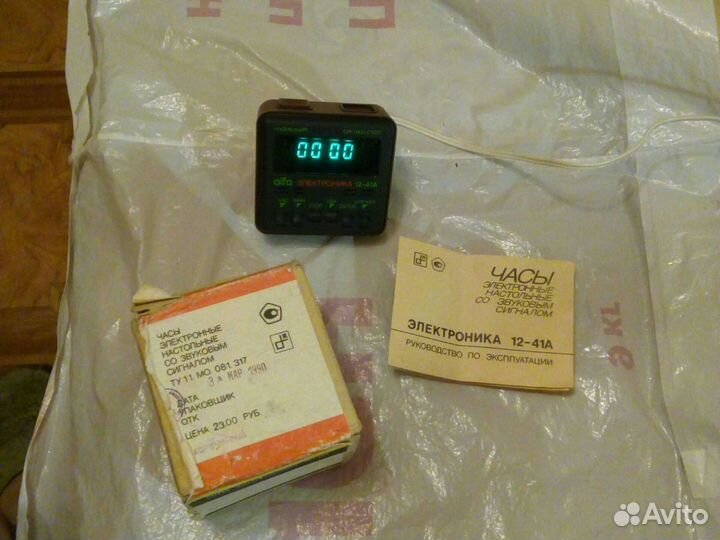 00 00
alfa ЭЛЕКТРОНИКА 12-41А
ЧАСЫ
ЭЛЕКТРОННЫЕ
НАСТОЛЬНЫЕ
СО ЗВУКОВЫМ
СИГНАЛОМ
ЭЛЕКТРОНИКА 12-41А
РУКОВОДСТВО ПО ЭКСПЛУАТАЦИИ
ЧАСЫ
ЭЛЕКТРОННЫЕ
НАСТОЛЬНЫЕ
СО ЗВУКОВЫМ
СИГНАЛОМ
ТУ 11 МО. 081. 317
МАР 1990
ДАТА
УПАКОВЩИК
ОТК
ЦЕНА 23.00 РУБ.
Э КГ
Avito